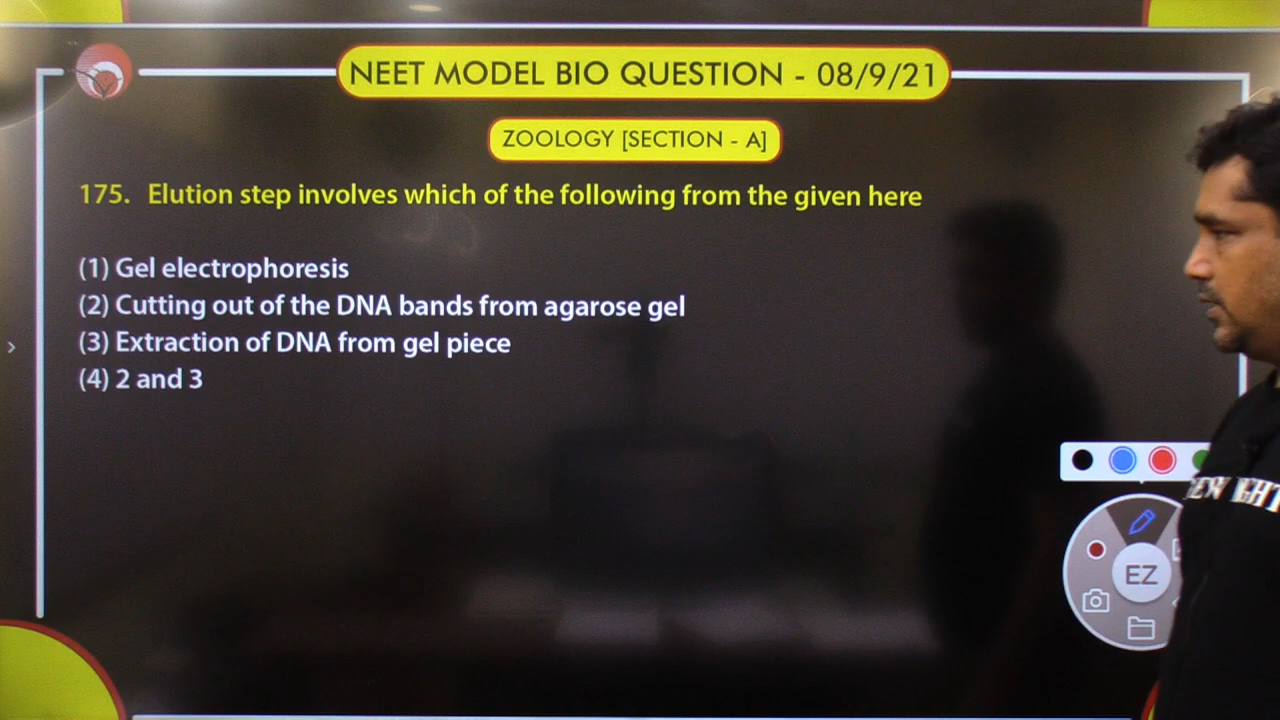 NEET MODEL BIO QUESTION - 08/9/21
ZOOLOGY [SECTION - A]
175. Elution step involves which of the following from the given here
(1) Gel electrophoresis
(2) Cutting out of the DNA bands from agarose gel
(3) Extraction of DNA from gel piece
(4) 2 and 3
EZ